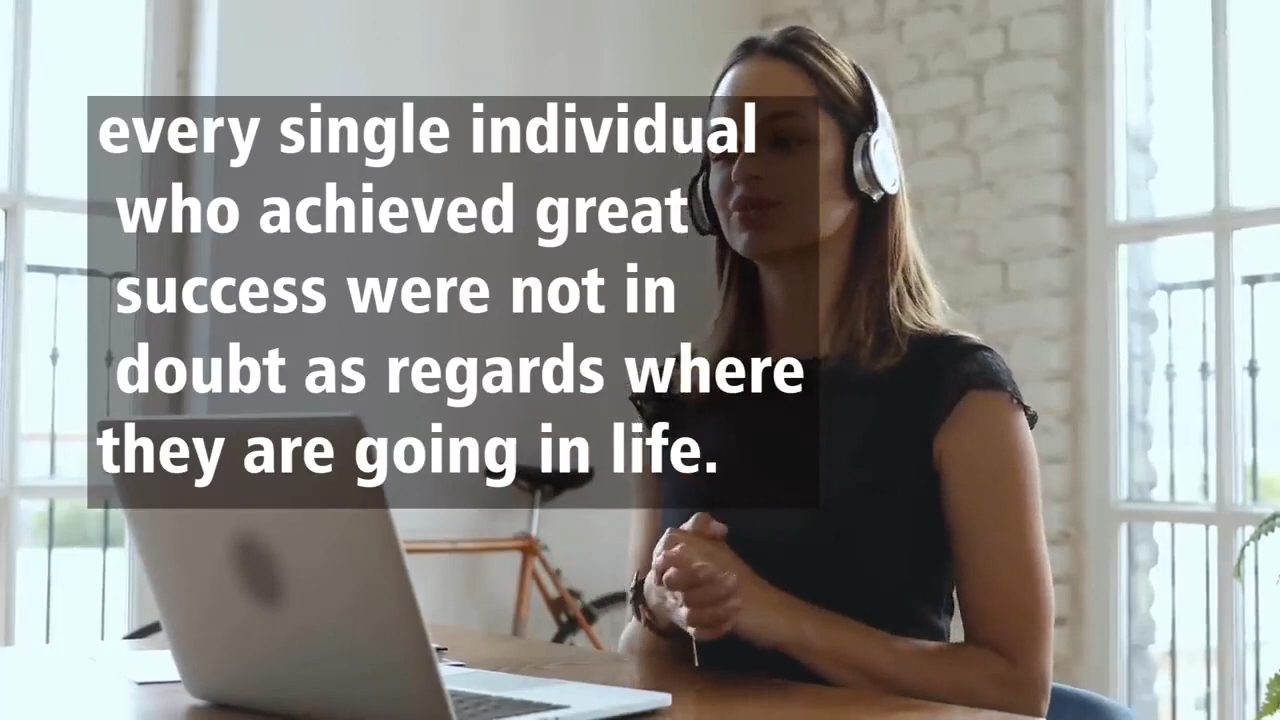 every single individual
who achieved great
success were not in
doubt as regards where
they are going in life.